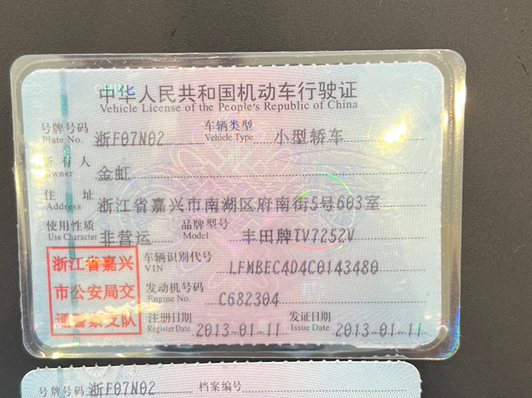 中华人民共和国机动车行驶证
Vehicle License of the People's Republic of China
号牌号码 浙F07N02 车辆类型 小型轿车
Plate No. Vehicle Type
所有人 金虹
Owner
住址 浙江省嘉兴市南湖区府南街5号603室
Address
使用性质 非营运 品牌型号 丰田牌TV7252V
Use Character Model
浙江省嘉兴
市公安局交
通警察支队
车辆识别代号 LFMBEC4D4C0143480
VIN
发动机号码 C682304
Engine No.
注册日期 2013-01-11 发证日期 2013-01-11
Register Date Issue Date
号牌号码 浙F07N02 档案编号